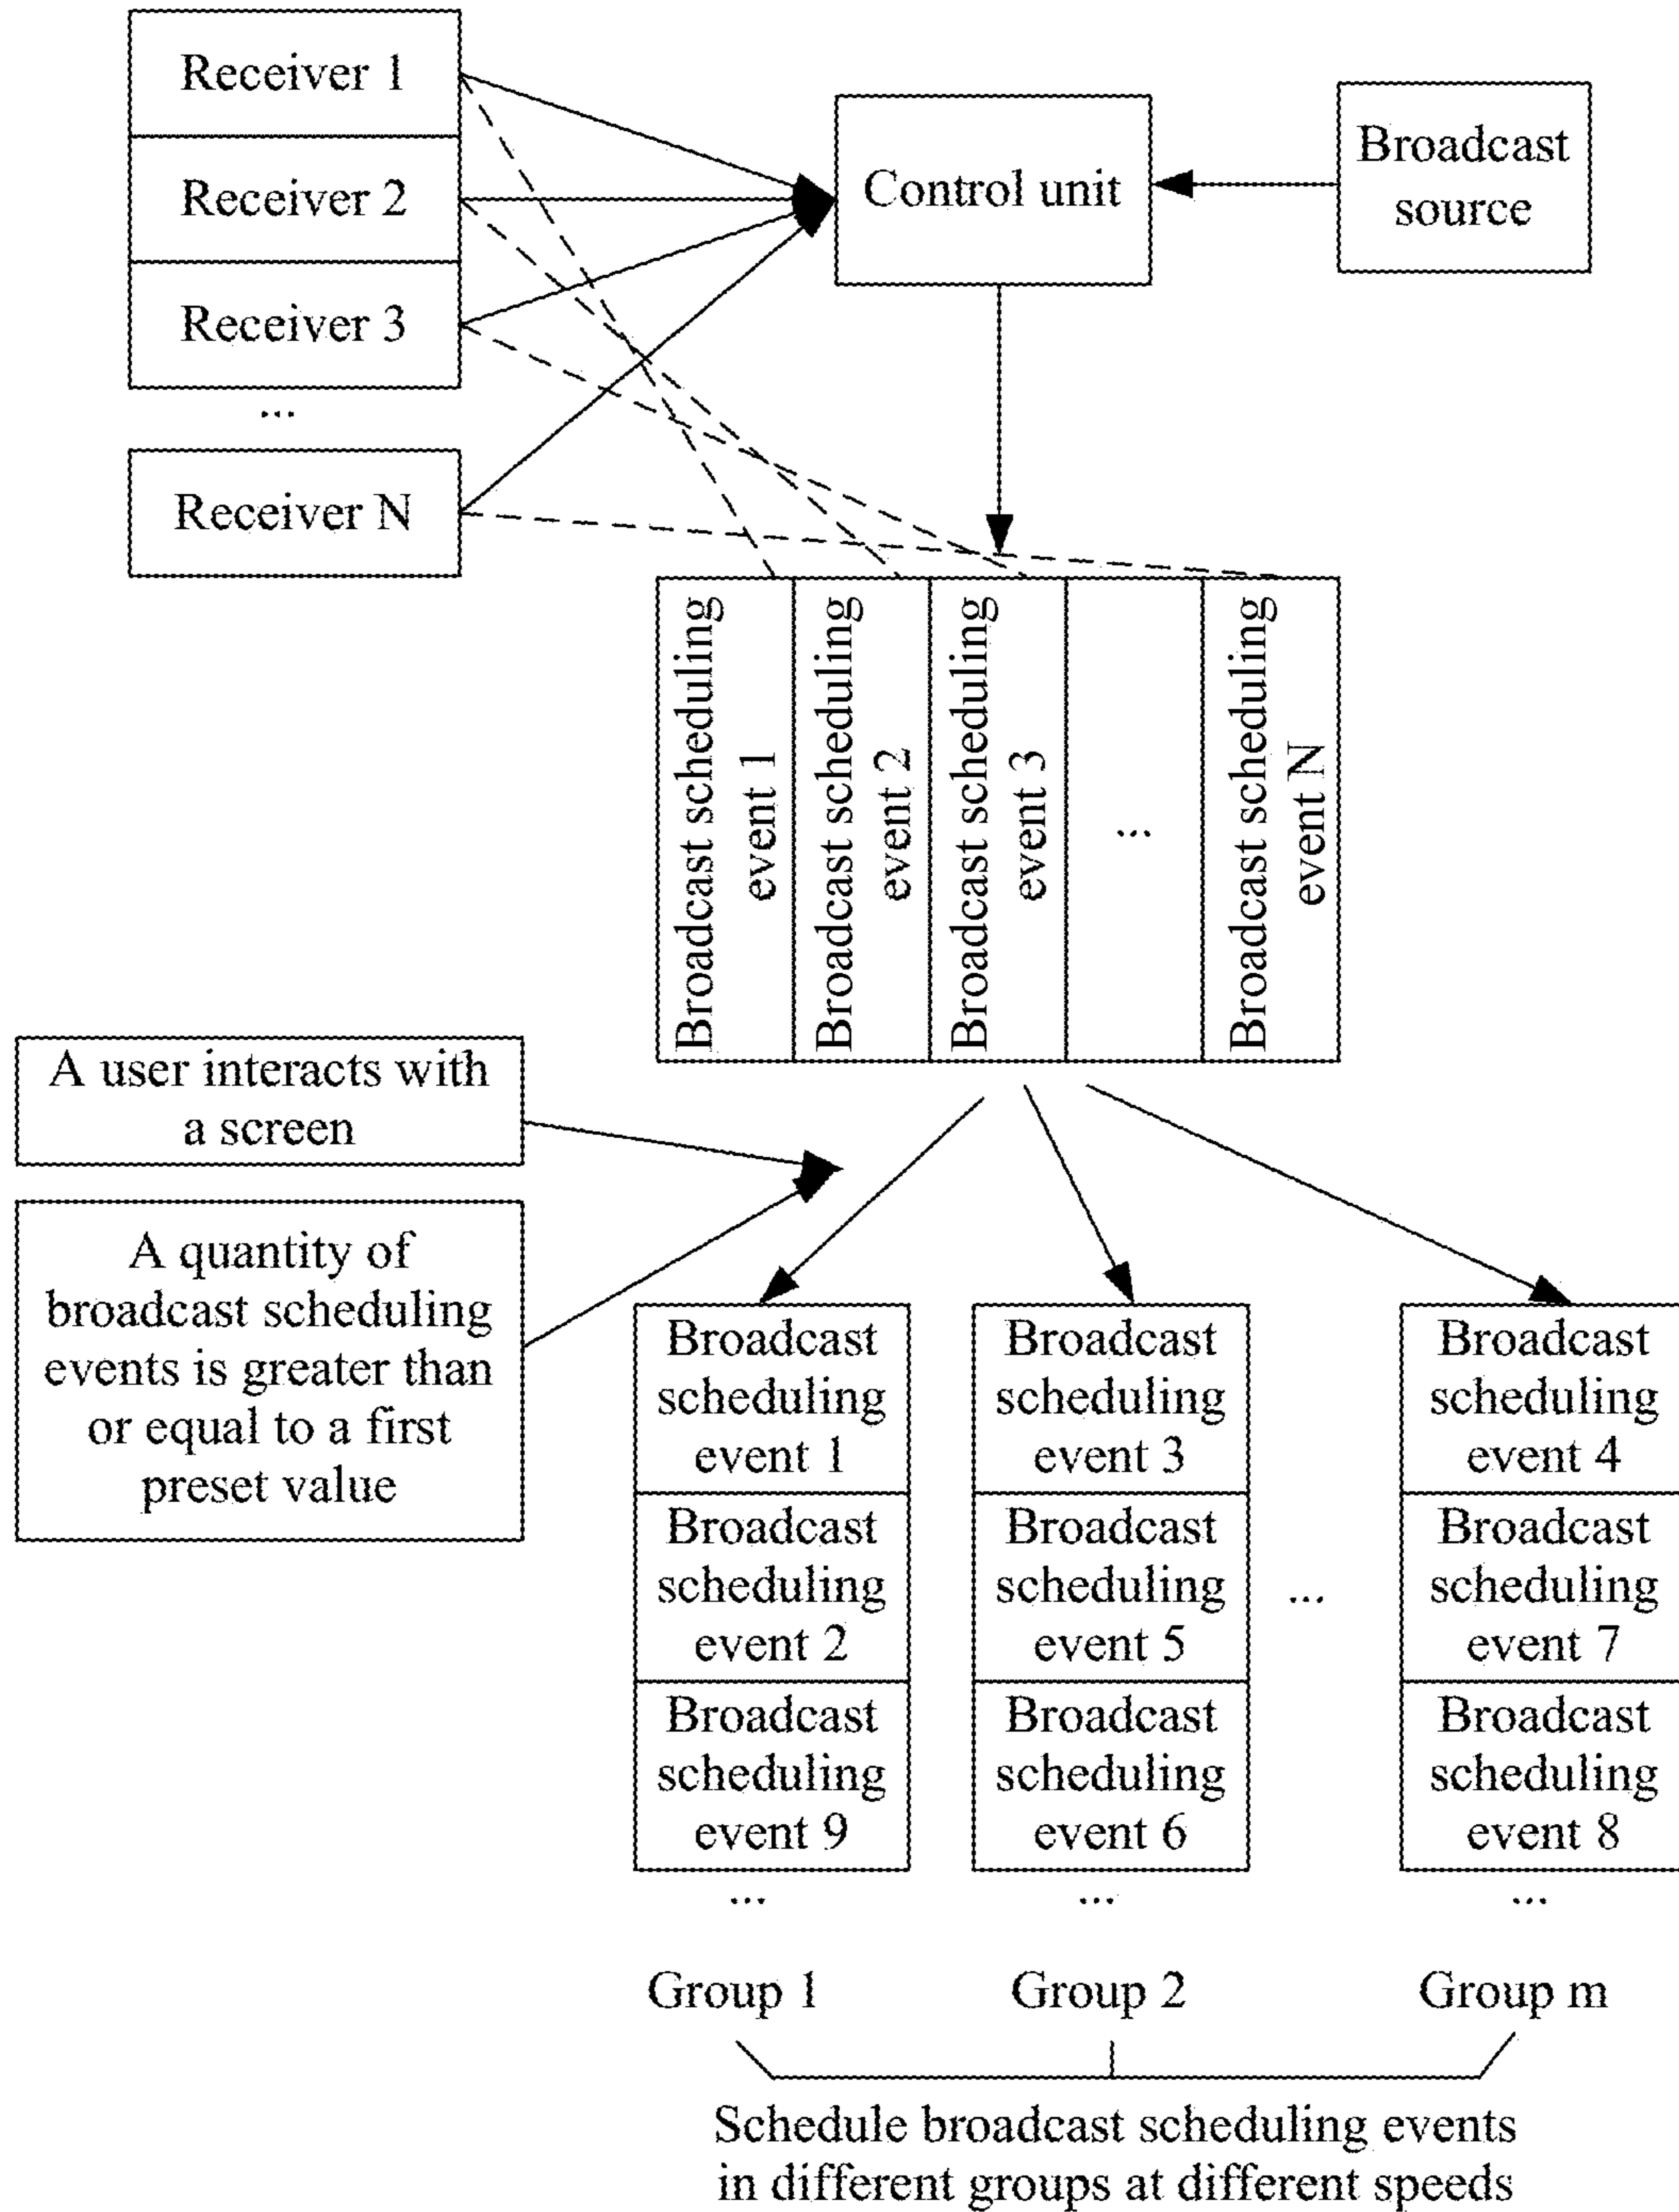 Receiver 1
Receiver 2
Receiver 3
...
Receiver N
Control unit
Broadcast
source
Broadcast scheduling
event 1
Broadcast scheduling
event 2
Broadcast scheduling
event 3
...
Broadcast scheduling
event N
A user interacts with
a screen
A quantity of
broadcast scheduling
events is greater than
or equal to a first
preset value
Broadcast
scheduling
event 1
Broadcast
scheduling
event 2
Broadcast
scheduling
event 9
...
Group 1
Broadcast
scheduling
event 3
Broadcast
scheduling
event 5
Broadcast
scheduling
event 6
...
Group 2
...
Broadcast
scheduling
event 4
Broadcast
scheduling
event 7
Broadcast
scheduling
event 8
...
Group m
Schedule broadcast scheduling events
in different groups at different speeds